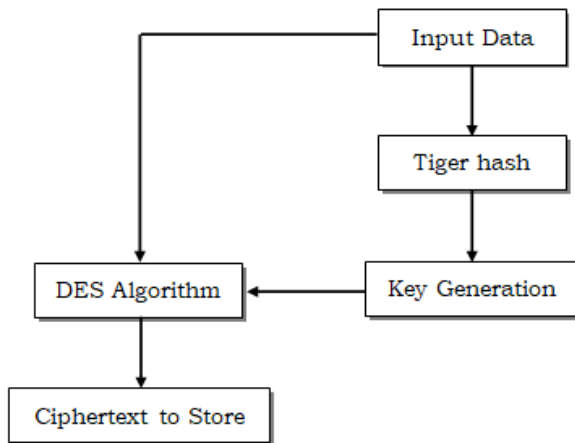 Input Data
Tiger hash
DES Algorithm
Key Generation
Ciphertext to Store